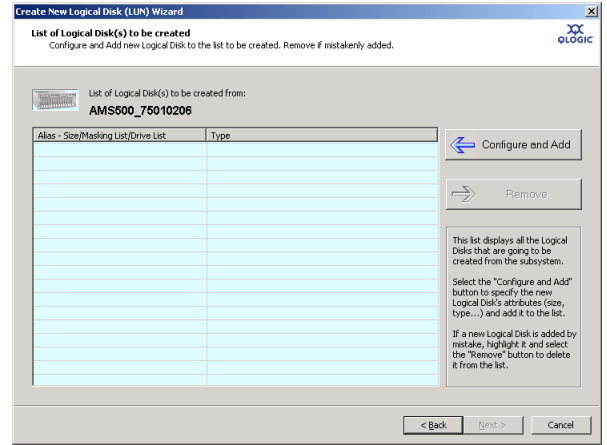 Create New Logical Disk (LUN) Wizard
List of Logical Disk(s) to be created
Configure and Add new Logical Disk to the list to be created. Remove if mistakenly added.
QLOGIC
List of Logical Disk(s) to be created from:
AMS500_75010206
Alias - Size/Masking List/Drive List
Type
Configure and Add
Remove
This list displays all the Logical
Disks that are going to be
created from the subsystem.
Select the "Configure and Add"
button to specify the new
Logical Disk's attributes (size,
type...) and add it to the list.
If a new Logical Disk is added by
mistake, highlight it and select
the "Remove" button to delete
it from the list.
< Back
Next >
Cancel